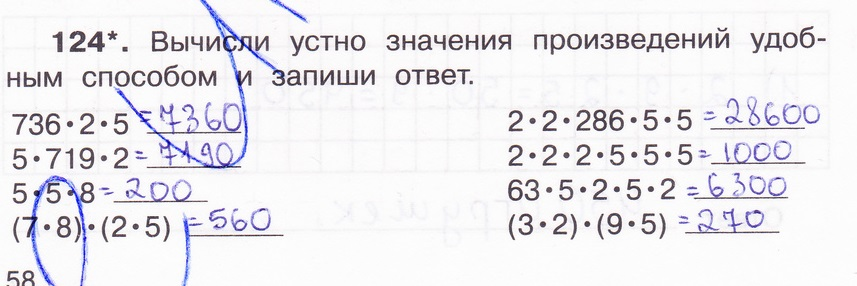 124*. Вычисли устно значения произведений удоб-
ным способом и запиши ответ.
736·2·5 = 7360
5·719·2 = 7190
5·5·8 = 200
(7·8)·(2·5) = 560
2·2·286·5·5 = 28600
2·2·2·5·5·5 = 1000
63·5·2·5·2 = 6300
(3·2)·(9·5) = 270
58